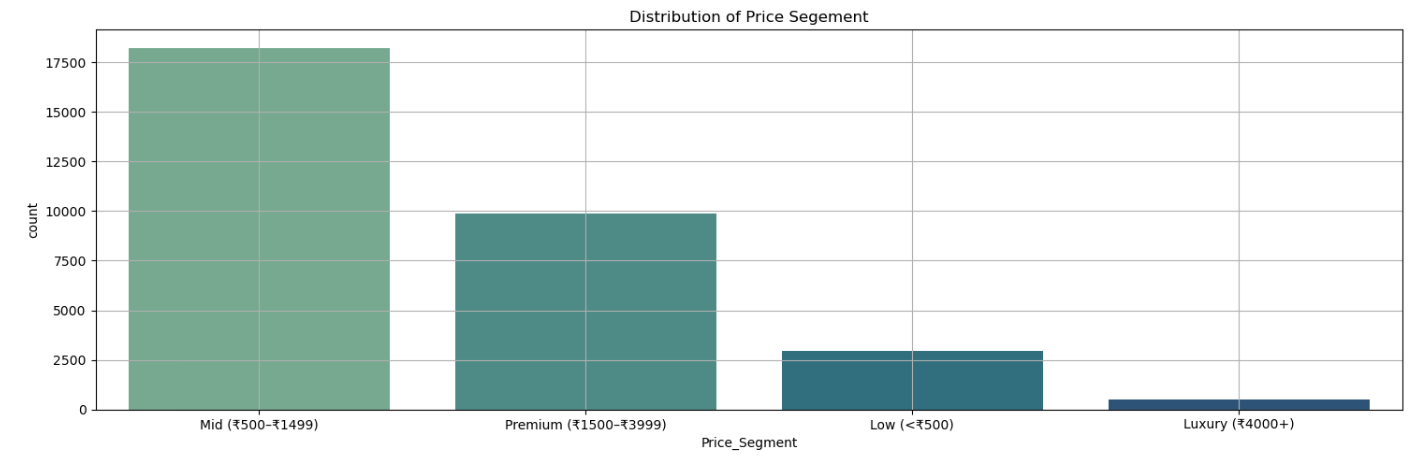 Distribution of Price Segement
17500
15000
12500
10000
7500
5000
2500
0
count
Mid (₹500–₹1499) Premium (₹1500–₹3999) Low (<₹500) Luxury (₹4000+)
Price_Segment